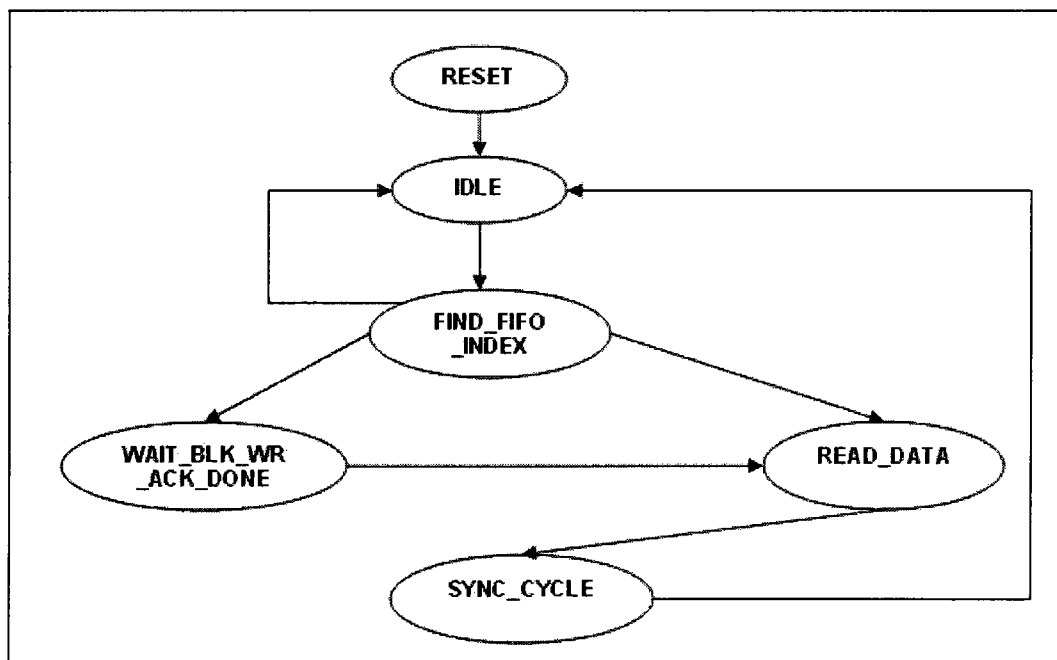 RESET
IDLE
FIND_FIFO
_INDEX
WAIT_BLK_WR
_ACK_DONE
READ_DATA
SYNC_CYCLE